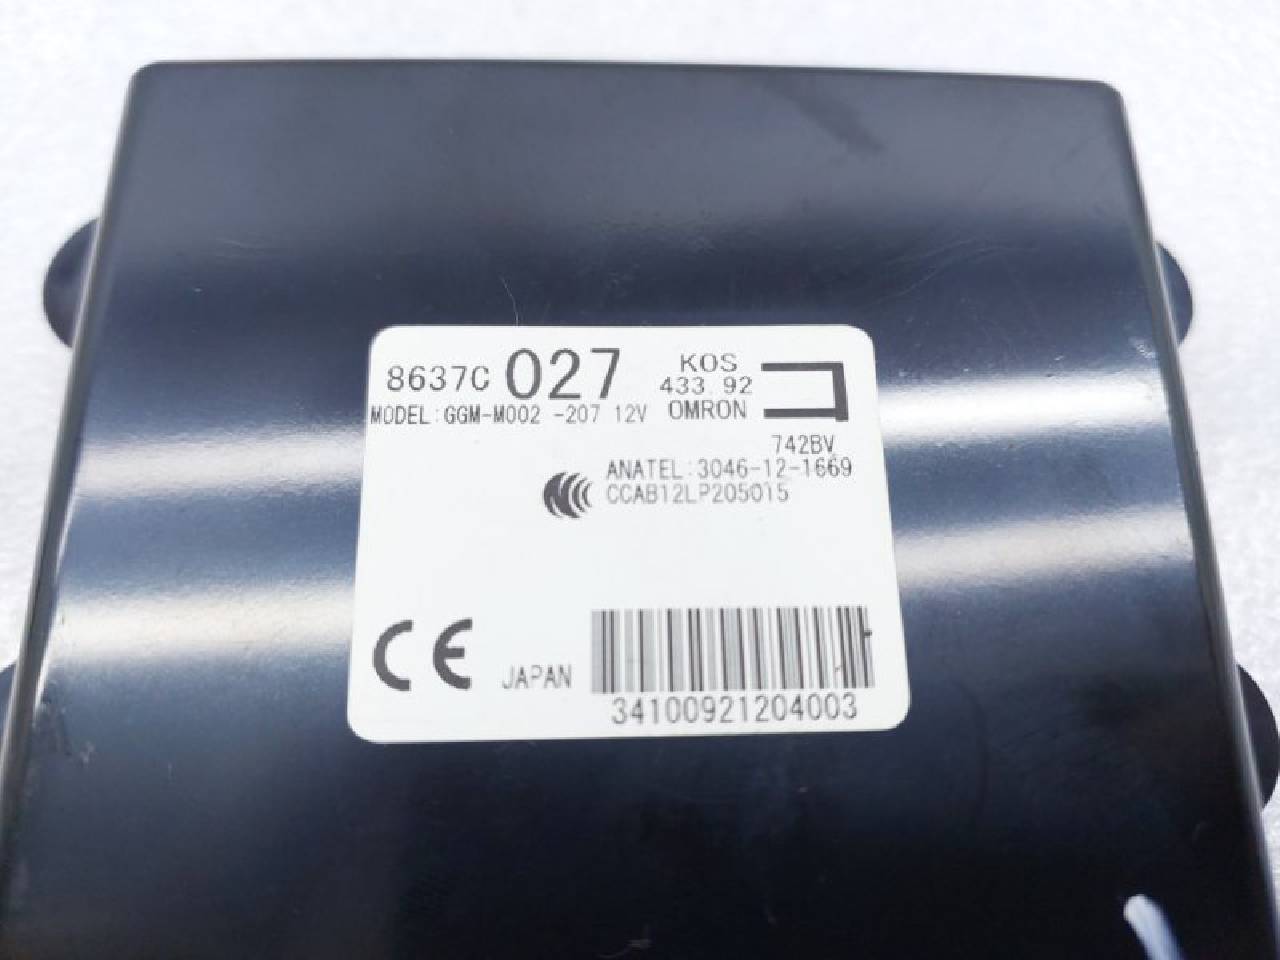 8637C 027 KOS
433.92
MODEL:GGM-M002 -207 12V OMRON
742BV
ANATEL:3046-12-1669
CCAB12LP205015
CE JAPAN
34100921204003